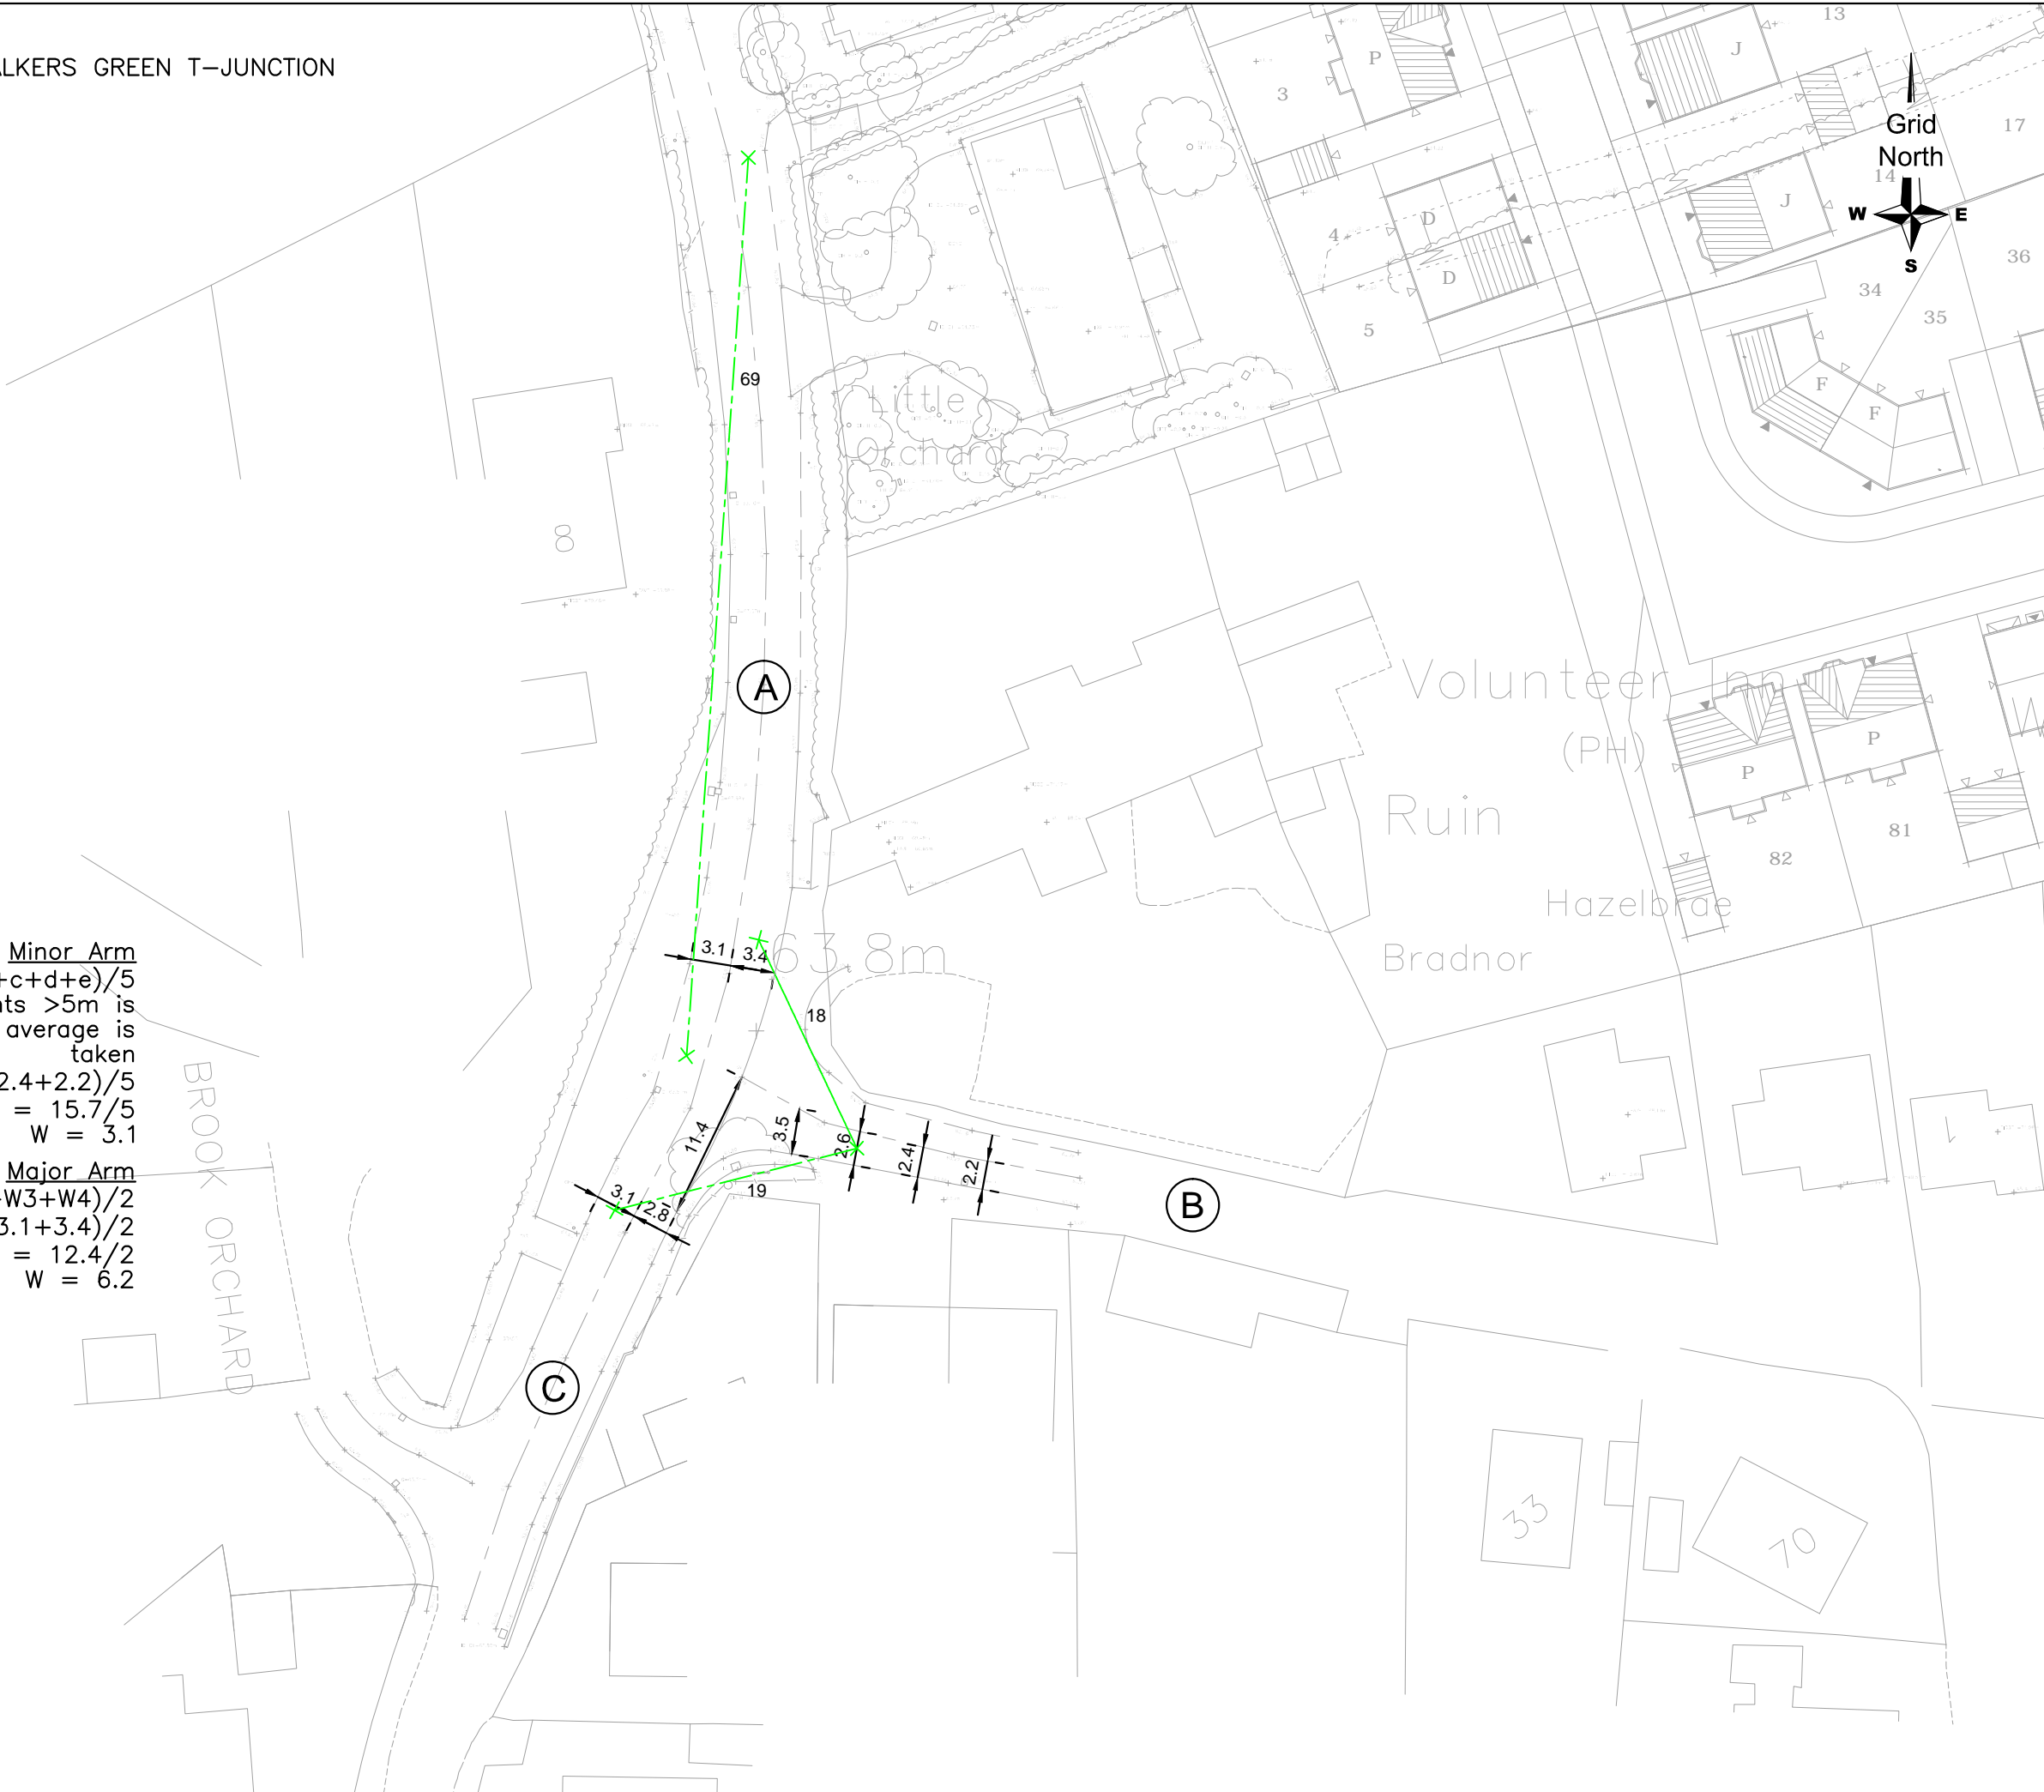 ALKERS GREEN T-JUNCTION
13
J
P
3
17
Grid
North
14
W
E
S
J
D
4
D
36
34
35
5
69
F
F
Little
Orchard
8
A
Volunteer Inn
(PH)
P
P
W
Ruin
81
82
Hazelbrae
Bradnor
63.8m
3.1
3.4
18
Minor Arm
+c+d+e)/5
nts >5m is
average is
taken
2.4+2.2)/5
= 15.7/5
W = 3.1
Major Arm
+W3+W4)/2
3.1+3.4)/2
= 12.4/2
W = 6.2
BROOK ORCHARD
11.4
3.5
2.6
2.4
2.2
19
3.1
2.8
B
1
C
33
70